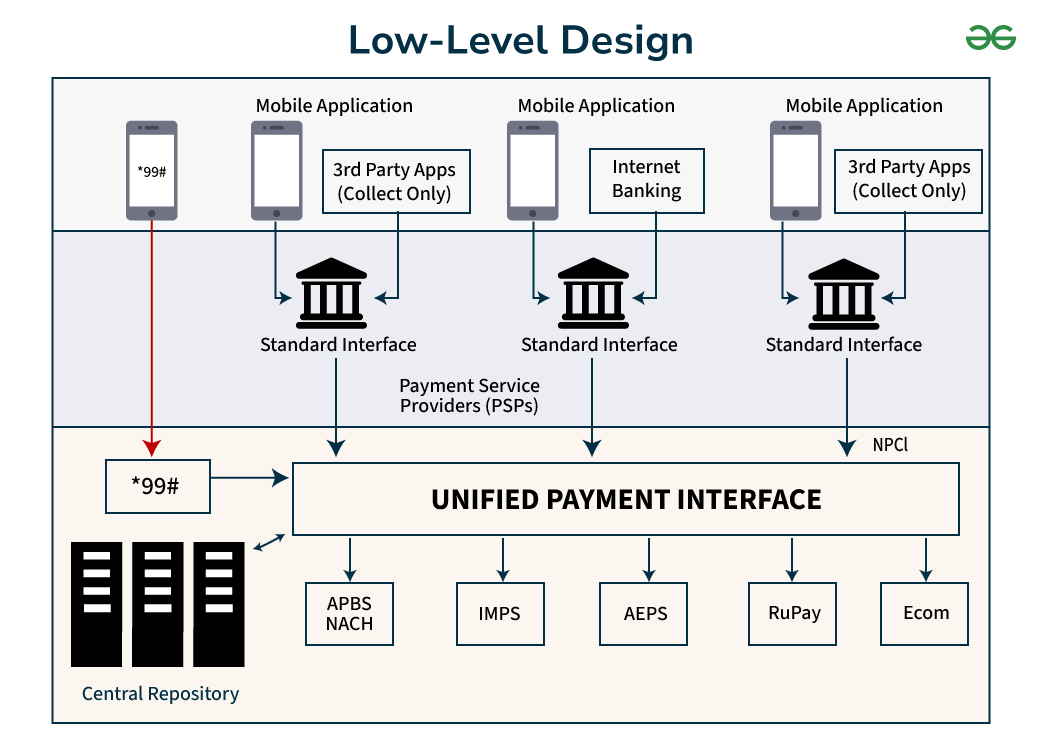 Low-Level Design
Mobile Application
Mobile Application
Mobile Application
*99#
3rd Party Apps
(Collect Only)
Internet
Banking
3rd Party Apps
(Collect Only)
Standard Interface
Standard Interface
Standard Interface
Payment Service
Providers (PSPs)
NPCl
*99#
UNIFIED PAYMENT INTERFACE
APBS
NACH
IMPS
AEPS
RuPay
Ecom
Central Repository